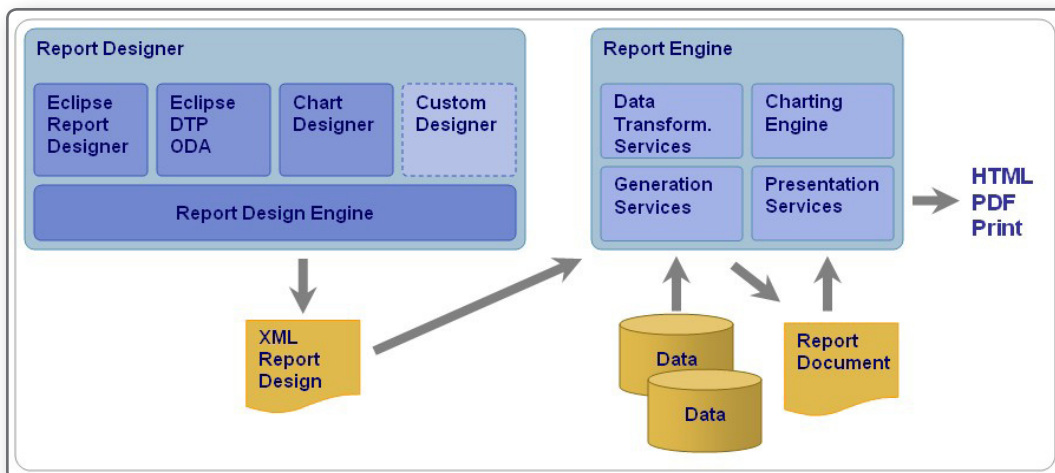 Report Designer
Eclipse
Report
Designer
Eclipse
DTP
ODA
Chart
Designer
Custom
Designer
Report Design Engine
XML
Report
Design
Report Engine
Data
Transform.
Services
Charting
Engine
Generation
Services
Presentation
Services
HTML
PDF
Print
Data
Data
Report
Document